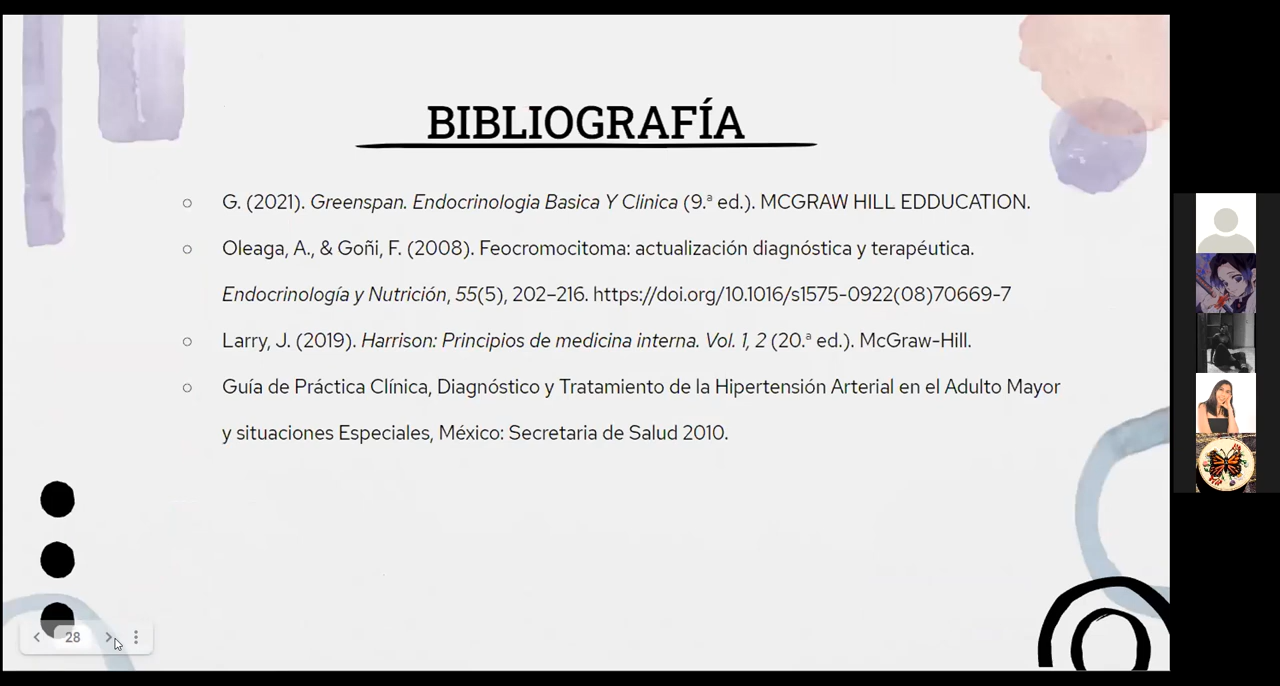 BIBLIOGRAFÍA
G. (2021). Greenspan. Endocrinologia Basica Y Clinica (9.ª ed.). MCGRAW HILL EDDUCATION.
Oleaga, A., & Goñi, F. (2008). Feocromocitoma: actualización diagnóstica y terapéutica.
Endocrinología y Nutrición, 55(5), 202–216. https://doi.org/10.1016/s1575-0922(08)70669-7
Larry, J. (2019). Harrison: Principios de medicina interna. Vol. 1, 2 (20.ª ed.). McGraw-Hill.
Guía de Práctica Clínica, Diagnóstico y Tratamiento de la Hipertensión Arterial en el Adulto Mayor
y situaciones Especiales, México: Secretaria de Salud 2010.
28